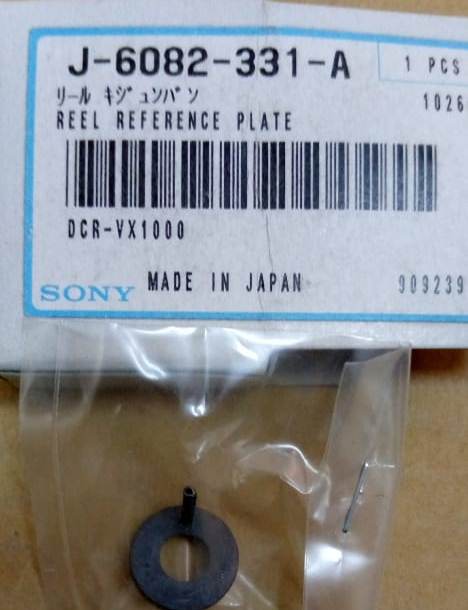 J-6082-331-A
1 PCS
リール キジュンバン
1026
REEL REFERENCE PLATE
DCR-VX1000
SONY
MADE IN JAPAN
909239